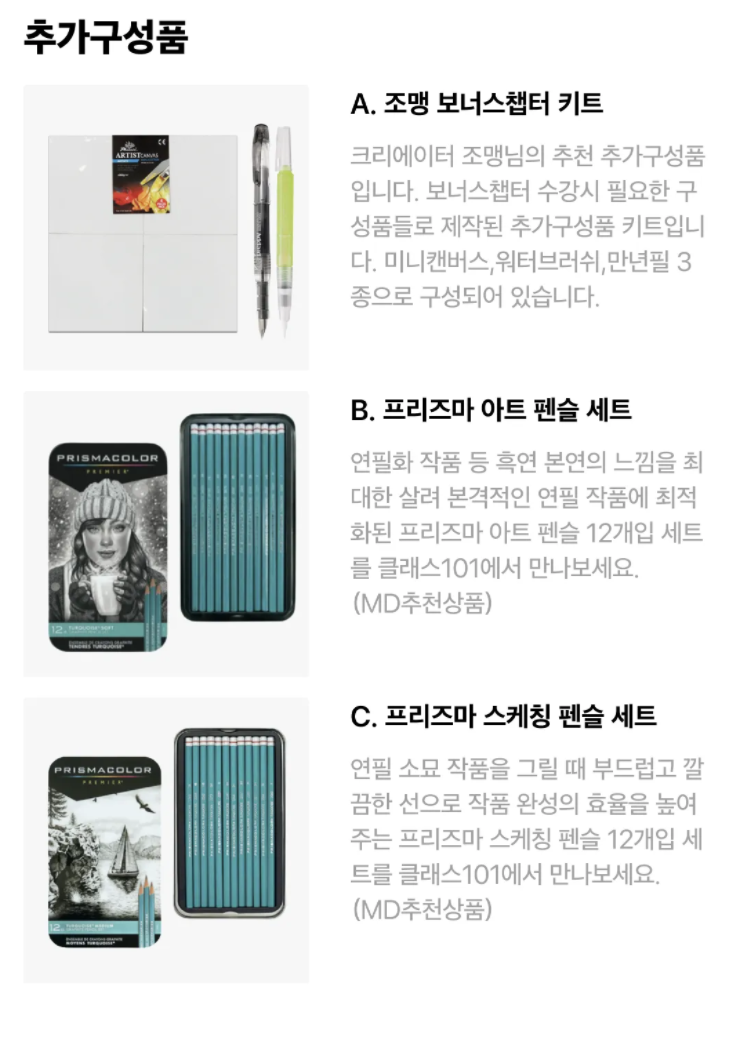 추가구성품
A. 조맹 보너스챕터 키트
크리에이터 조맹님의 추천 추가구성품
입니다. 보너스챕터 수강시 필요한 구
성품들로 제작된 추가구성품 키트입니
다. 미니캔버스,워터브러쉬,만년필 3
종으로 구성되어 있습니다.
ARTIST CANVAS
B. 프리즈마 아트 펜슬 세트
연필화 작품 등 흑연 본연의 느낌을 최
대한 살려 본격적인 연필 작품에 최적
화된 프리즈마 아트 펜슬 12개입 세트
를 클래스101에서 만나보세요.
(MD추천상품)
PRISMACOLOR
PREMIER
12
C. 프리즈마 스케칭 펜슬 세트
연필 소묘 작품을 그릴 때 부드럽고 깔
끔한 선으로 작품 완성의 효율을 높여
주는 프리즈마 스케칭 펜슬 12개입 세
트를 클래스101에서 만나보세요.
(MD추천상품)
PRISMACOLOR
PREMIER
12